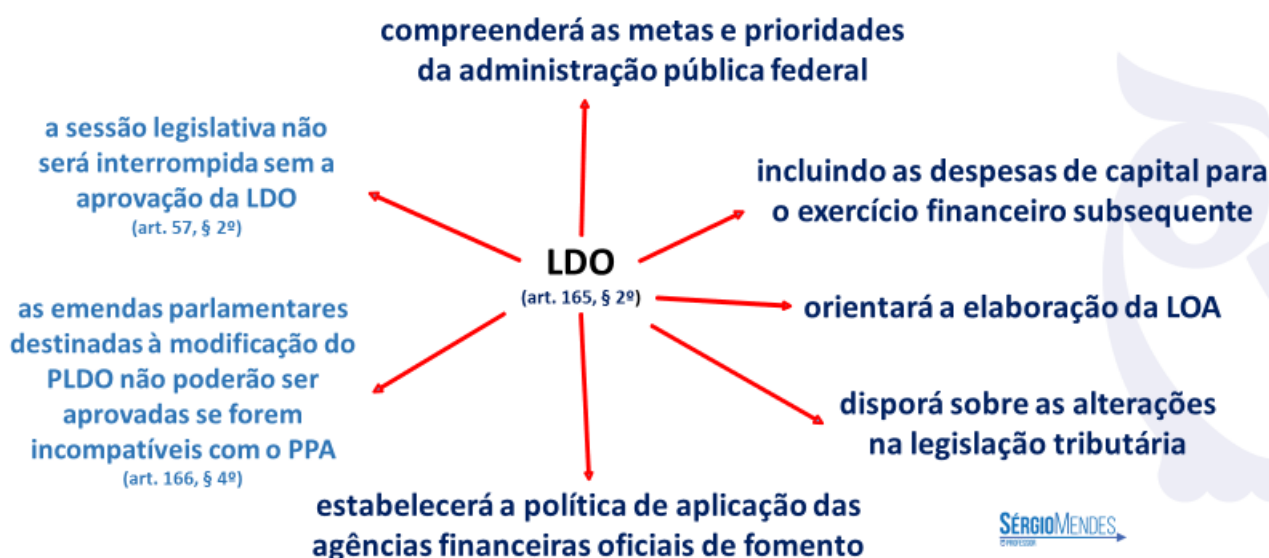 compreenderá as metas e prioridades
da administração pública federal
a sessão legislativa não
será interrompida sem a
aprovação da LDO
(art. 57, § 2º)
incluindo as despesas de capital para
o exercício financeiro subsequente
LDO
(art. 165, § 2º)
orientará a elaboração da LOA
as emendas parlamentares
destinadas à modificação do
PLDO não poderão ser
aprovadas se forem
incompatíveis com o PPA
(art. 166, § 4º)
disporá sobre as alterações
na legislação tributária
estabelecerá a política de aplicação das
agências financeiras oficiais de fomento
SÉRGIOMENDES
O PROFESSOR